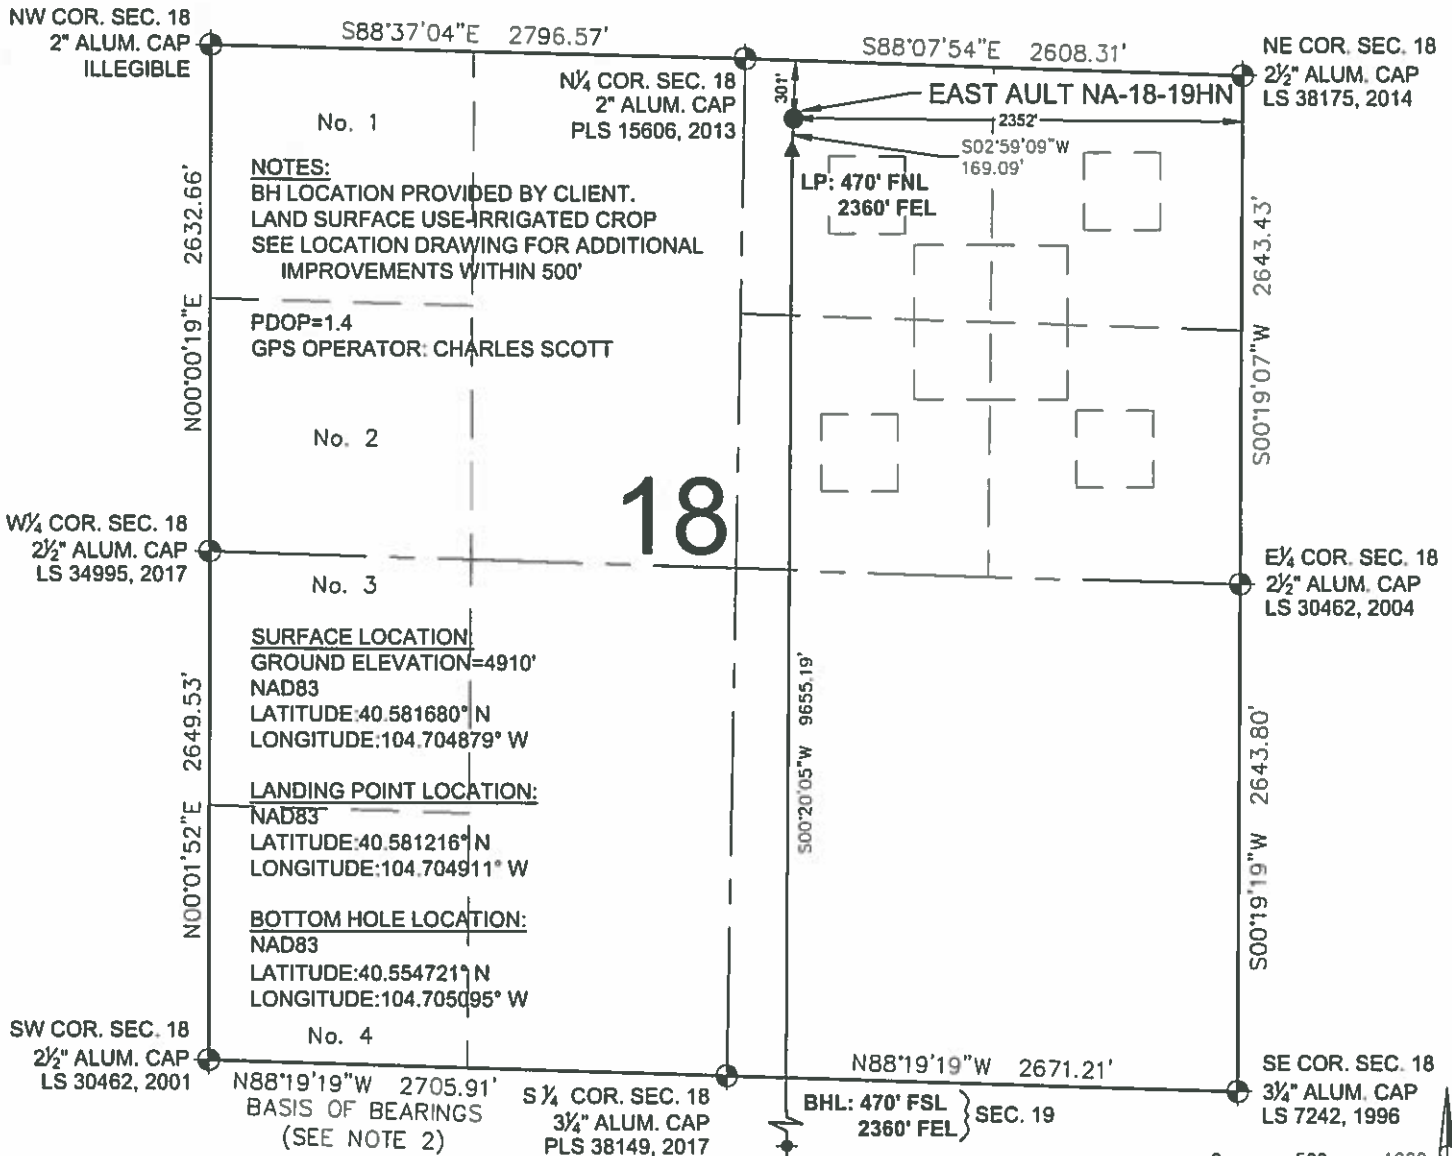 NW COR. SEC. 18
2" ALUM. CAP
ILLEGIBLE
S88°37'04"E 2796.57'
N¼ COR. SEC. 18
2" ALUM. CAP
PLS 15606, 2013
S88°07'54"E 2608.31'
NE COR. SEC. 18
2½" ALUM. CAP
LS 38175, 2014
301'
EAST AULT NA-18-19HN
2352'
S02°59'09"W
169.09'
LP: 470' FNL
2360' FEL
No. 1
NOTES:
BH LOCATION PROVIDED BY CLIENT.
LAND SURFACE USE-IRRIGATED CROP
SEE LOCATION DRAWING FOR ADDITIONAL
IMPROVEMENTS WITHIN 500'
PDOP=1.4
GPS OPERATOR: CHARLES SCOTT
N00°00'19"E 2632.66'
S00°19'07"W 2643.43'
No. 2
18
W¼ COR. SEC. 18
2½" ALUM. CAP
LS 34995, 2017
E¼ COR. SEC. 18
2½" ALUM. CAP
LS 30462, 2004
No. 3
SURFACE LOCATION
GROUND ELEVATION=4910'
NAD83
LATITUDE:40.581680° N
LONGITUDE:104.704879° W
LANDING POINT LOCATION:
NAD83
LATITUDE:40.581216° N
LONGITUDE:104.704911° W
BOTTOM HOLE LOCATION:
NAD83
LATITUDE:40.554721° N
LONGITUDE:104.705095° W
No. 4
N00°01'52"E 2649.53'
S00°20'05"W 9655.19'
S00°19'19"W 2643.80'
SW COR. SEC. 18
2½" ALUM. CAP
LS 30462, 2001
N88°19'19"W 2705.91'
BASIS OF BEARINGS
(SEE NOTE 2)
S ¼ COR. SEC. 18
3¼" ALUM. CAP
PLS 38149, 2017
N88°19'19"W 2671.21'
BHL: 470' FSL
2360' FEL
SEC. 19
SE COR. SEC. 18
3¼" ALUM. CAP
LS 7242, 1996